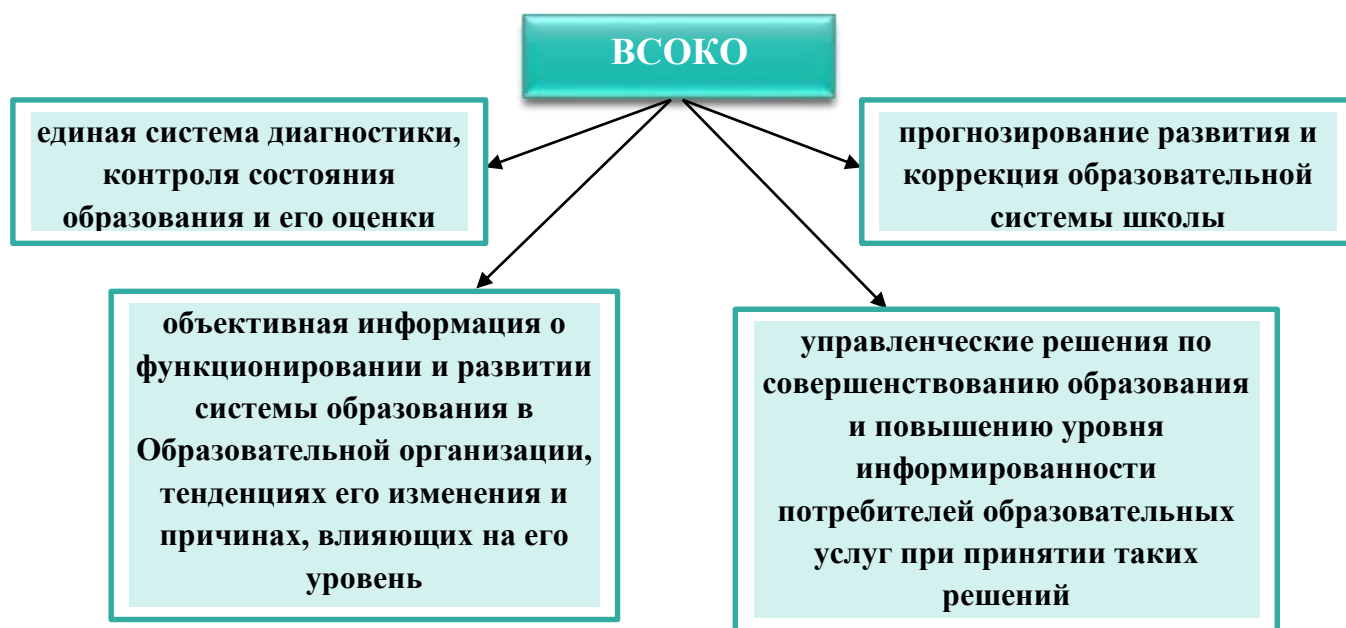 ВСОКО
единая система диагностики,
контроля состояния
образования и его оценки
прогнозирование развития и
коррекция образовательной
системы школы
объективная информация о
функционировании и развитии
системы образования в
Образовательной организации,
тенденциях его изменения и
причинах, влияющих на его
уровень
управленческие решения по
совершенствованию образования
и повышению уровня
информированности
потребителей образовательных
услуг при принятии таких
решений